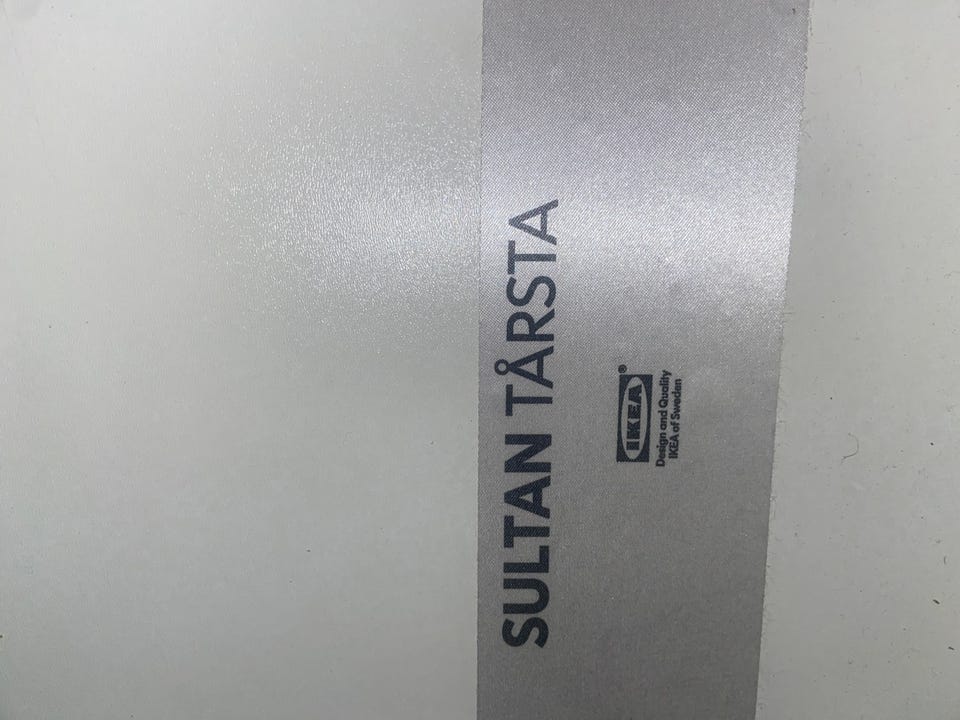 SULTAN TÅRSTA
IKEA®
Design and Quality
IKEA of Sweden